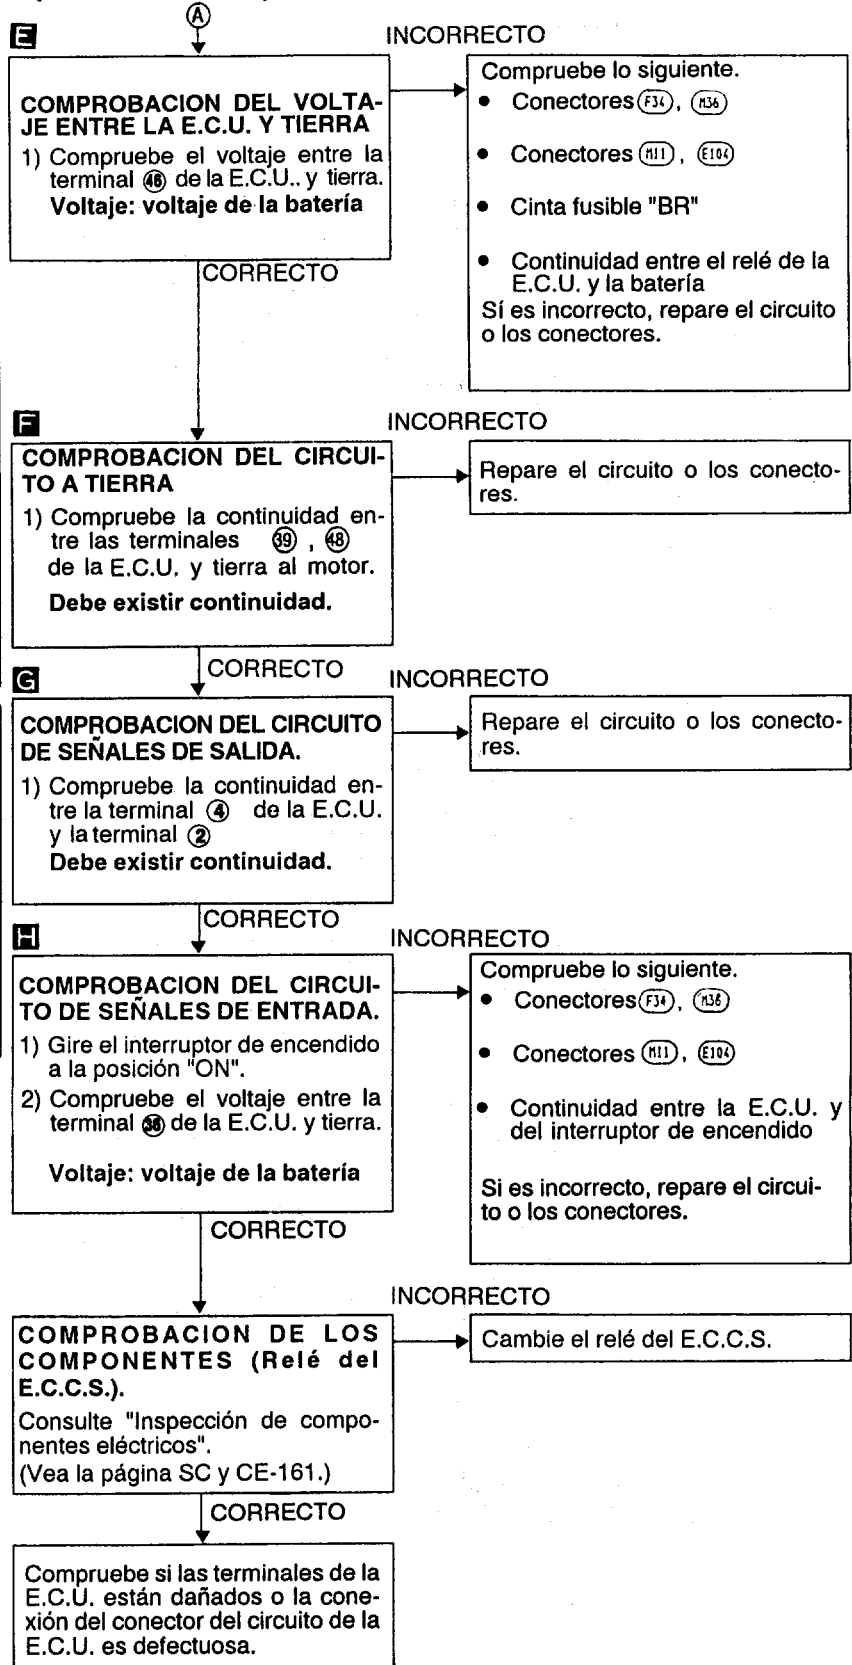 A
E
INCORRECTO
COMPROBACION DEL VOLTA-
JE ENTRE LA E.C.U. Y TIERRA
1) Compruebe el voltaje entre la
terminal 46 de la E.C.U.. y tierra.
Voltaje: voltaje de la batería
Compruebe lo siguiente.
• Conectores F34, M36
• Conectores M11, E104
• Cinta fusible "BR"
• Continuidad entre el relé de la
E.C.U. y la batería
Sí es incorrecto, repare el circuito
o los conectores.
CORRECTO
F
INCORRECTO
COMPROBACION DEL CIRCUI-
TO A TIERRA
1) Compruebe la continuidad en-
tre las terminales 39 , 48
de la E.C.U. y tierra al motor.
Debe existir continuidad.
Repare el circuito o los conecto-
res.
CORRECTO
G
INCORRECTO
COMPROBACION DEL CIRCUITO
DE SEÑALES DE SALIDA.
1) Compruebe la continuidad en-
tre la terminal 4 de la E.C.U.
y la terminal 2
Debe existir continuidad.
Repare el circuito o los conecto-
res.
CORRECTO
H
INCORRECTO
COMPROBACION DEL CIRCUI-
TO DE SEÑALES DE ENTRADA.
1) Gire el interruptor de encendido
a la posición "ON".
2) Compruebe el voltaje entre la
terminal de la E.C.U. y tierra.
Voltaje: voltaje de la batería
Compruebe lo siguiente.
• Conectores F34, M36
• Conectores M11, E104
• Continuidad entre la E.C.U. y
del interruptor de encendido
Si es incorrecto, repare el circui-
to o los conectores.
CORRECTO
INCORRECTO
COMPROBACION DE LOS
COMPONENTES (Relé del
E.C.C.S.).
Consulte "Inspección de compo-
nentes eléctricos".
(Vea la página SC y CE-161.)
Cambie el relé del E.C.C.S.
CORRECTO
Compruebe si las terminales de la
E.C.U. están dañados o la cone-
xión del conector del circuito de la
E.C.U. es defectuosa.